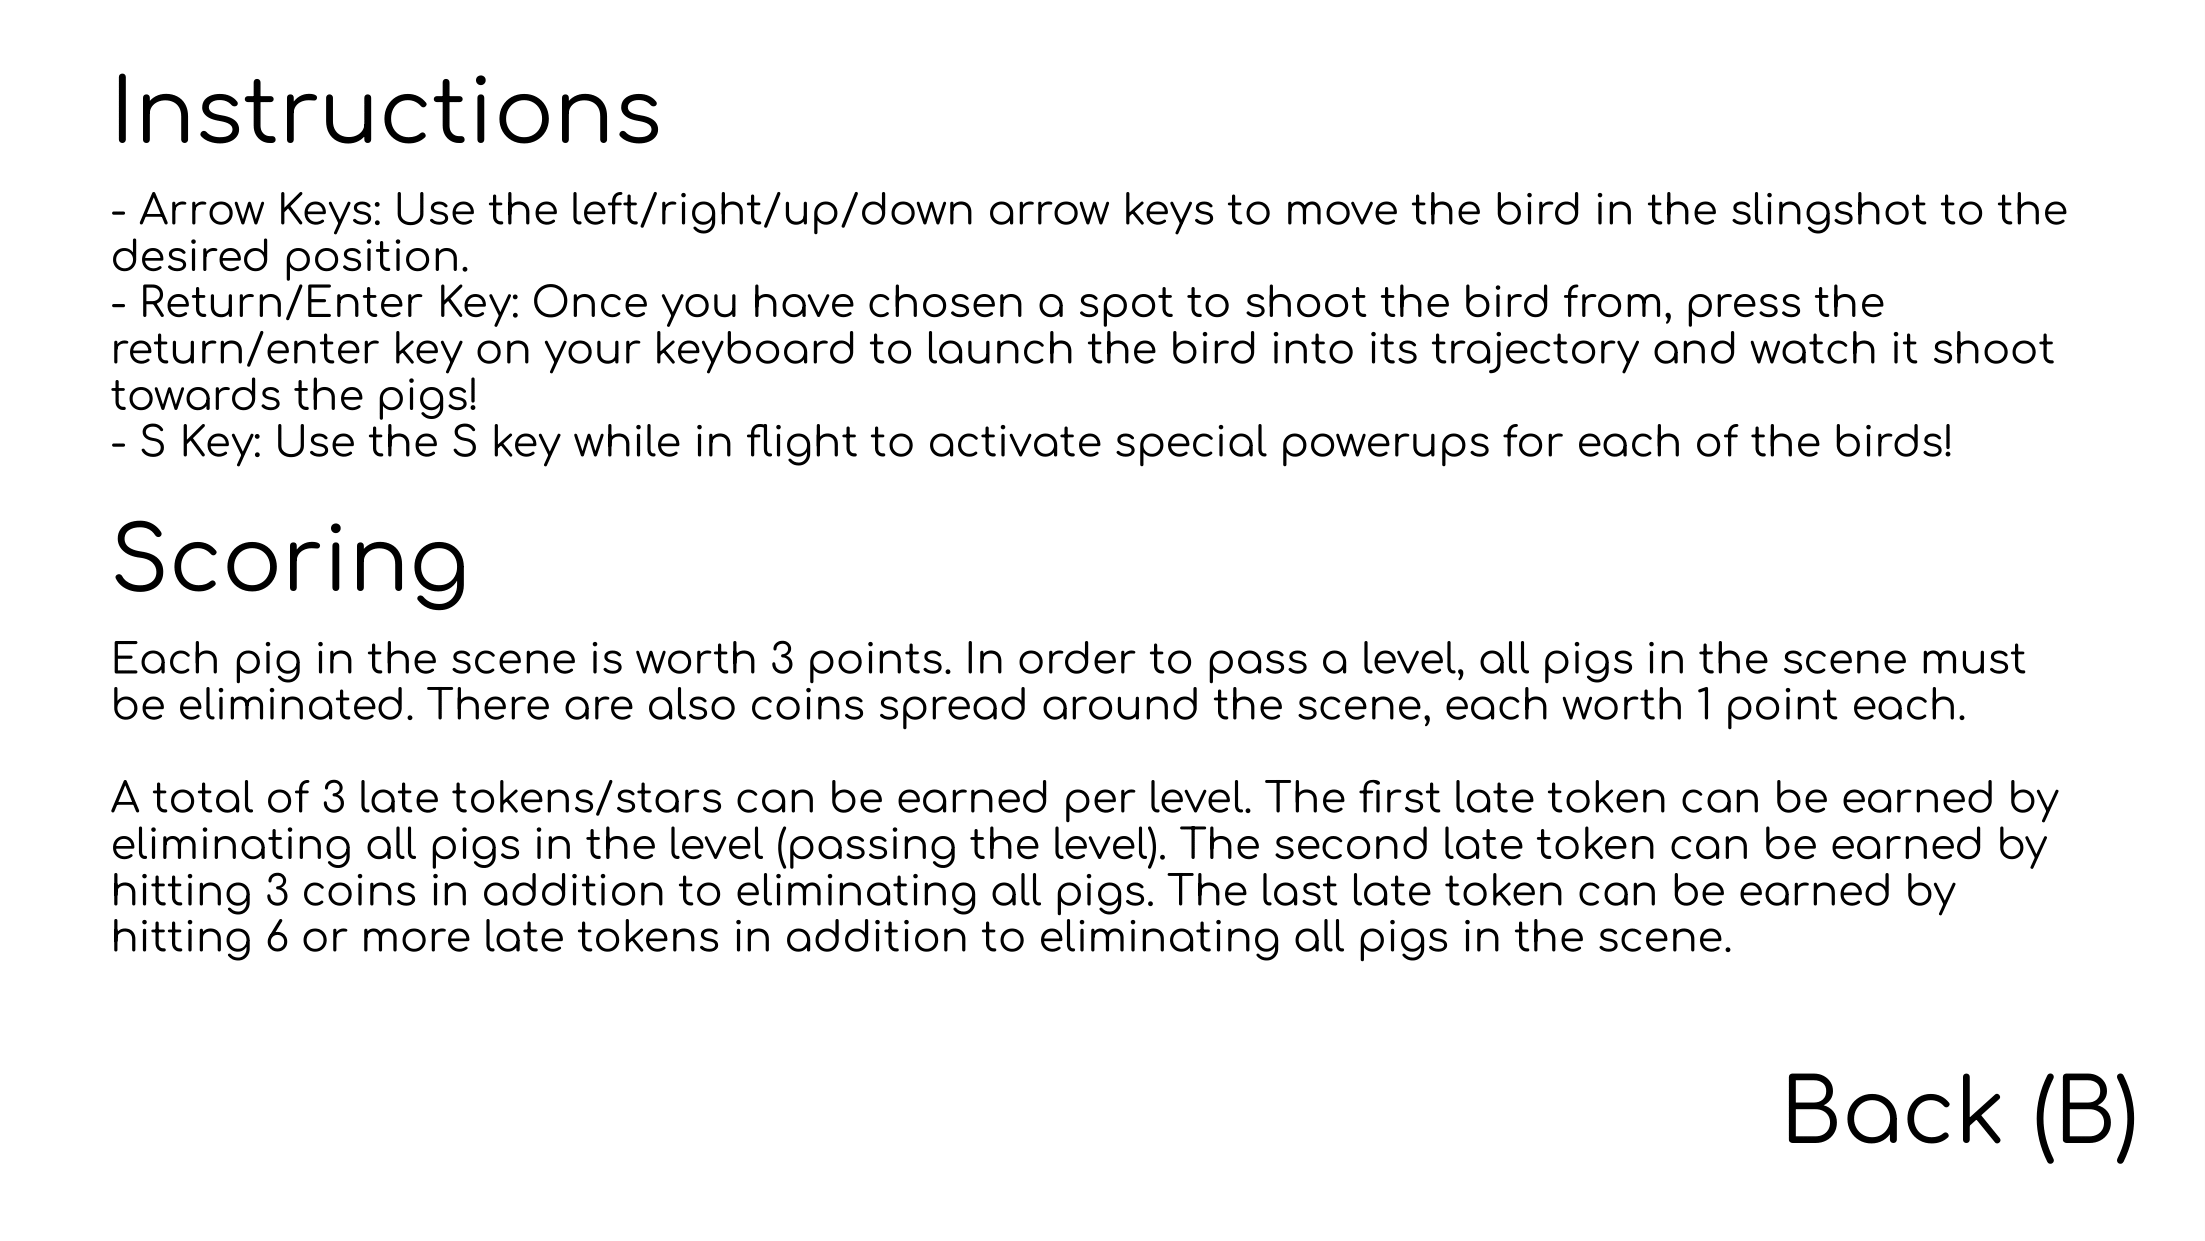 Instructions
- Arrow Keys: Use the left/right/up/down arrow keys to move the bird in the slingshot to the
desired position.
- Return/Enter Key: Once you have chosen a spot to shoot the bird from, press the
return/enter key on your keyboard to launch the bird into its trajectory and watch it shoot
towards the pigs!
- S Key: Use the S key while in flight to activate special powerups for each of the birds!
Scoring
Each pig in the scene is worth 3 points. In order to pass a level, all pigs in the scene must
be eliminated. There are also coins spread around the scene, each worth 1 point each.
A total of 3 late tokens/stars can be earned per level. The first late token can be earned by
eliminating all pigs in the level (passing the level). The second late token can be earned by
hitting 3 coins in addition to eliminating all pigs. The last late token can be earned by
hitting 6 or more late tokens in addition to eliminating all pigs in the scene.
Back (B)